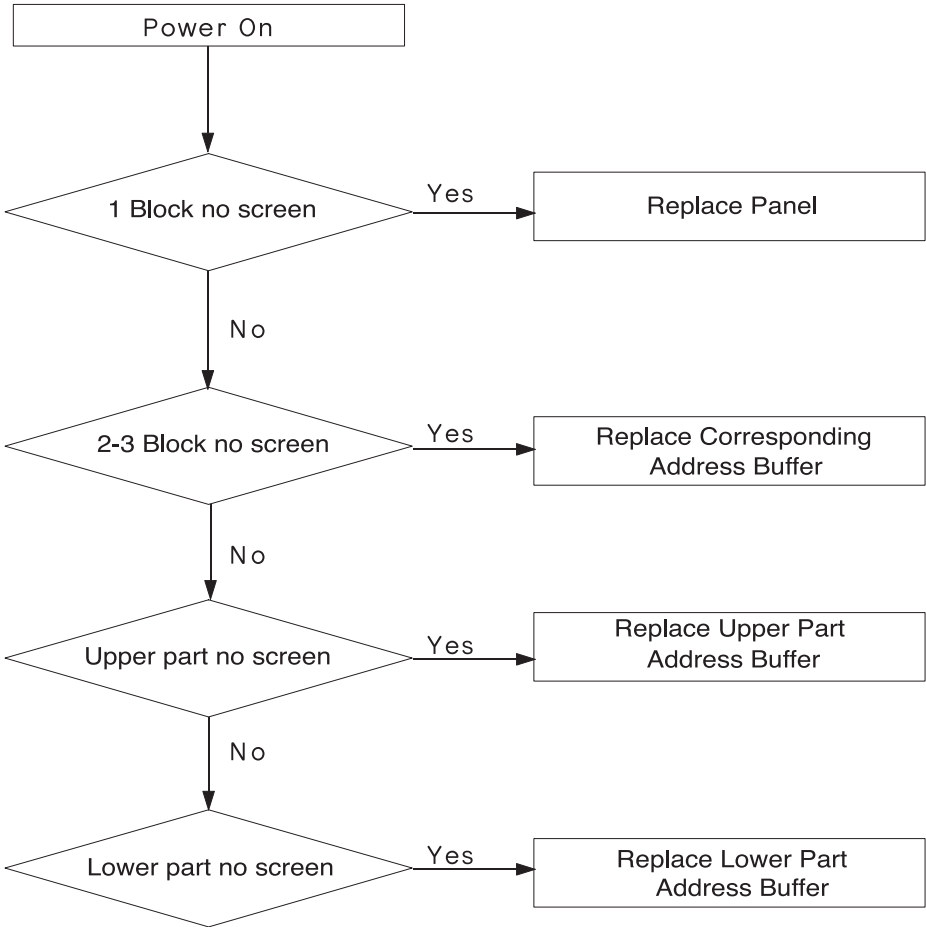 Power On
1 Block no screen
Yes
Replace Panel
No
2-3 Block no screen
Yes
Replace Corresponding
Address Buffer
No
Upper part no screen
Yes
Replace Upper Part
Address Buffer
No
Lower part no screen
Yes
Replace Lower Part
Address Buffer